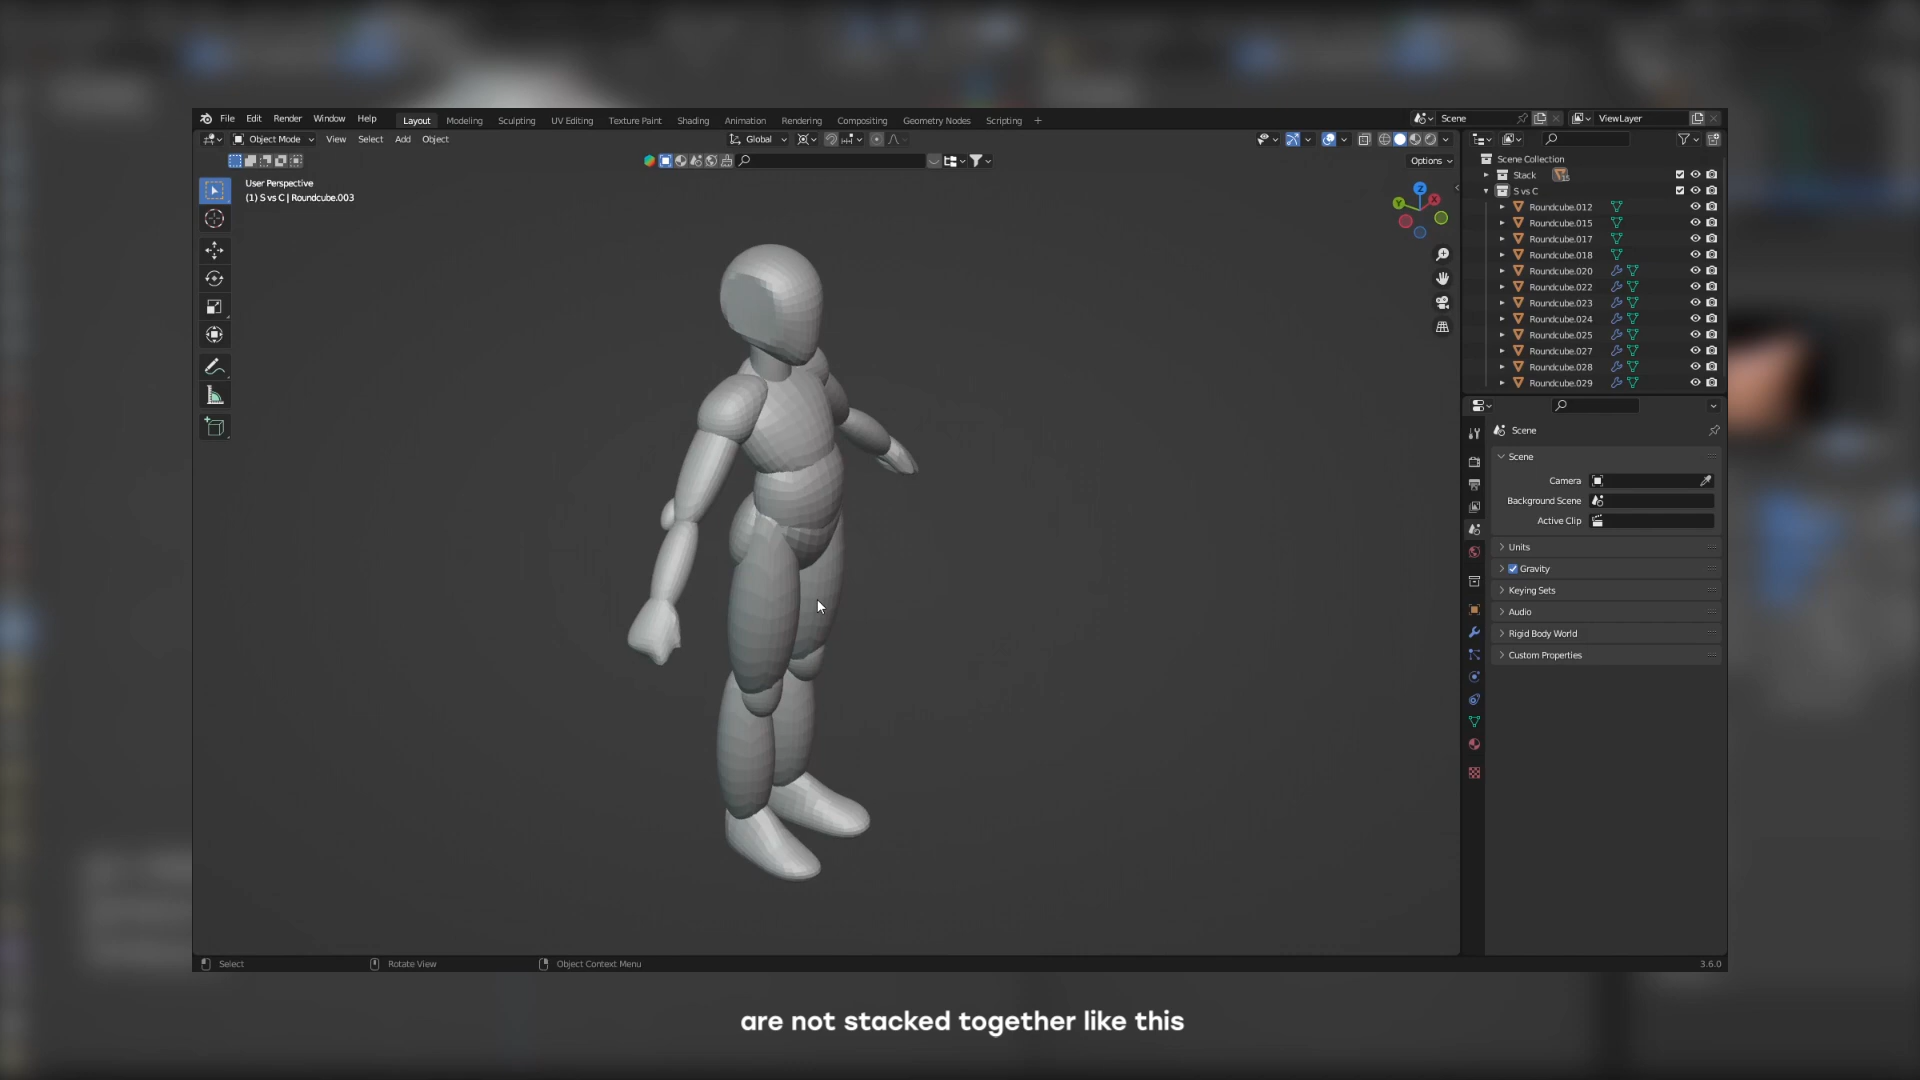 File Edit Render Window Help Layout Modeling Sculpting UV Editing Texture Paint Shading Animation Rendering Compositing Geometry Nodes Scripting + Scene ViewLayer
Object Mode View Select Add Object Global
Options
User Perspective
(1) S vs C | Roundcube.003
Z
Y
X
Scene Collection
Stack 15
S vs C
Roundcube.012
Roundcube.015
Roundcube.017
Roundcube.018
Roundcube.020
Roundcube.022
Roundcube.023
Roundcube.024
Roundcube.025
Roundcube.027
Roundcube.028
Roundcube.029
Scene
Scene
Camera
Background Scene
Active Clip
Units
Gravity
Keying Sets
Audio
Rigid Body World
Custom Properties
Select Rotate View Object Context Menu 3.6.0
are not stacked together like this